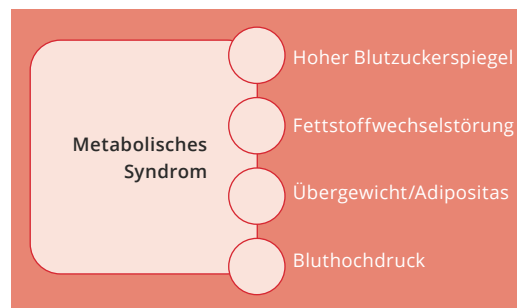 Metabolisches
Syndrom
Hoher Blutzuckerspiegel
Fettstoffwechselstörung
Übergewicht/Adipositas
Bluthochdruck